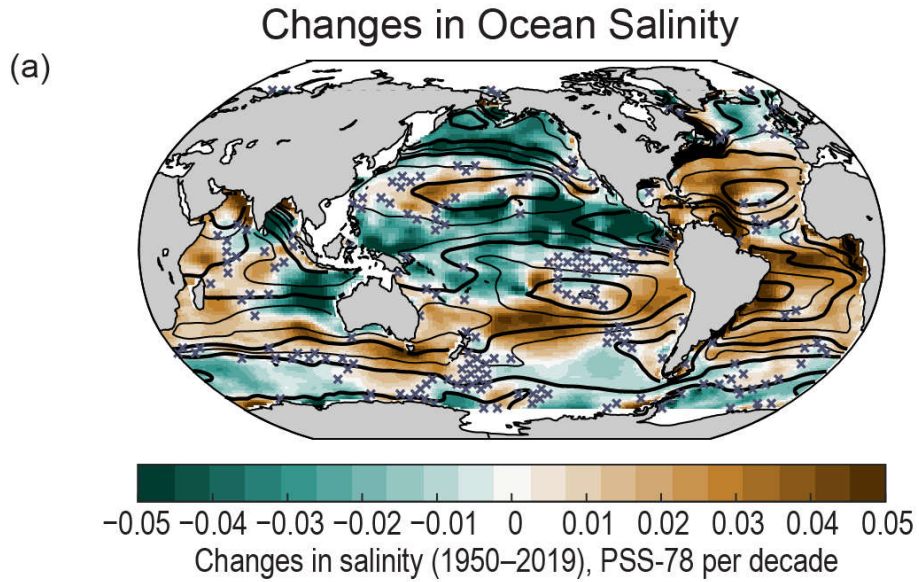 Changes in Ocean Salinity
(a)
−0.05 −0.04 −0.03 −0.02 −0.01 0 0.01 0.02 0.03 0.04 0.05
Changes in salinity (1950–2019), PSS-78 per decade